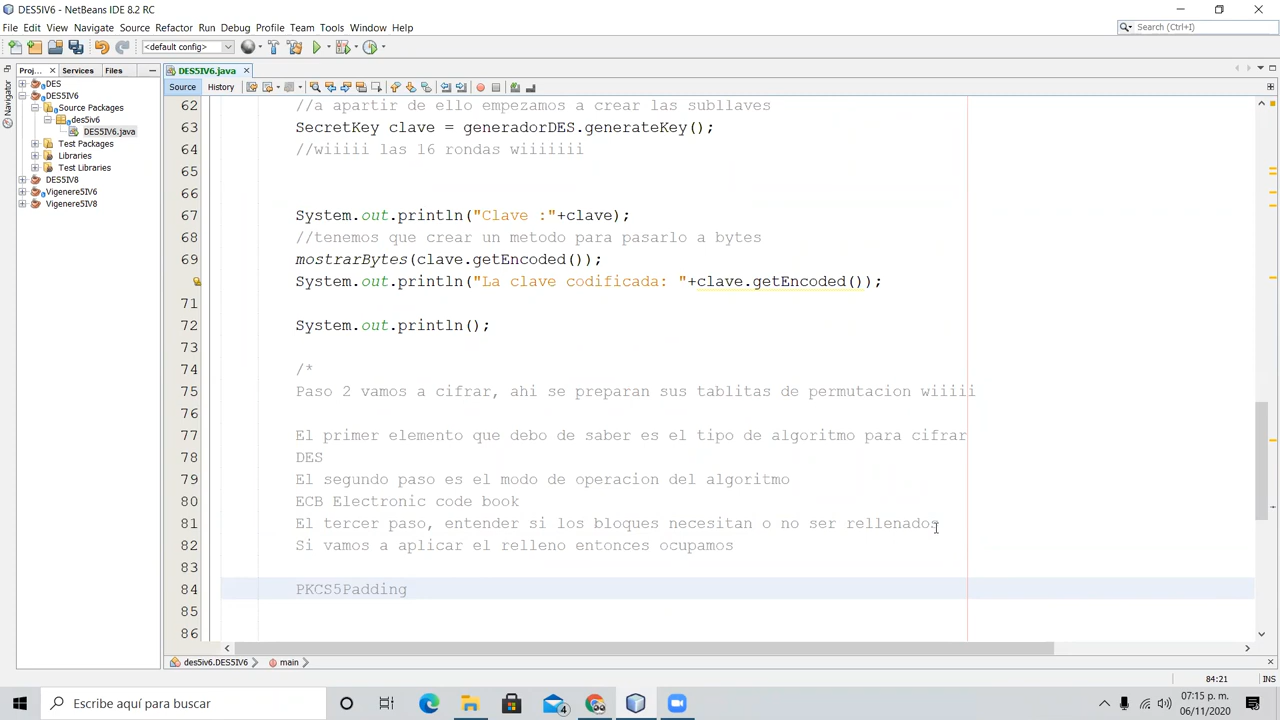 DES5IV6 - NetBeans IDE 8.2 RC
File Edit View Navigate Source Refactor Run Debug Profile Team Tools Window Help
Search (Ctrl+I)
<default config>
Proj... Services Files
Navigator
DES
DES5IV6
Source Packages
des5iv6
DES5IV6.java
Test Packages
Libraries
Test Libraries
DES5IV8
Vigenere5IV6
Vigenere5IV8
DES5IV6.java
Source History
62 //a apartir de ello empezamos a crear las subllaves
63 SecretKey clave = generadorDES.generateKey();
64 //wiiiii las 16 rondas wiiiiiii
65
66
67 System.out.println("Clave :"+clave);
68 //tenemos que crear un metodo para pasarlo a bytes
69 mostrarBytes(clave.getEncoded());
System.out.println("La clave codificada: "+clave.getEncoded());
71
72 System.out.println();
73
74 /*
75 Paso 2 vamos a cifrar, ahi se preparan sus tablitas de permutacion wiiiii
76
77 El primer elemento que debo de saber es el tipo de algoritmo para cifrar
78 DES
79 El segundo paso es el modo de operacion del algoritmo
80 ECB Electronic code book
81 El tercer paso, entender si los bloques necesitan o no ser rellenados
82 Si vamos a aplicar el relleno entonces ocupamos
83
84 PKCS5Padding
85
86
des5iv6.DES5IV6 main
84:21 INS
Escribe aquí para buscar
4
07:15 p. m.
06/11/2020